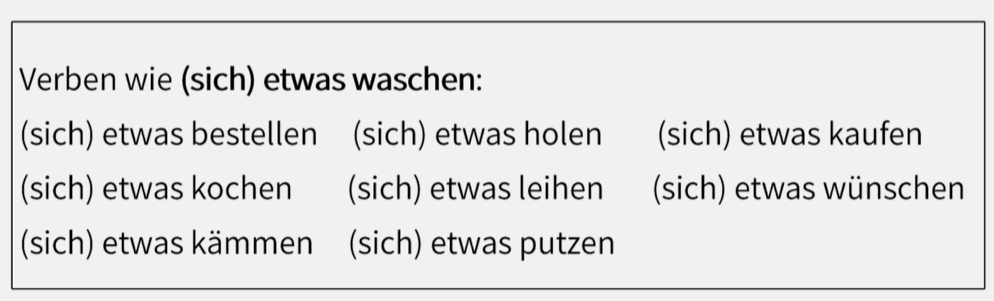 Verben wie (sich) etwas waschen:
(sich) etwas bestellen (sich) etwas holen (sich) etwas kaufen
(sich) etwas kochen (sich) etwas leihen (sich) etwas wünschen
(sich) etwas kämmen (sich) etwas putzen